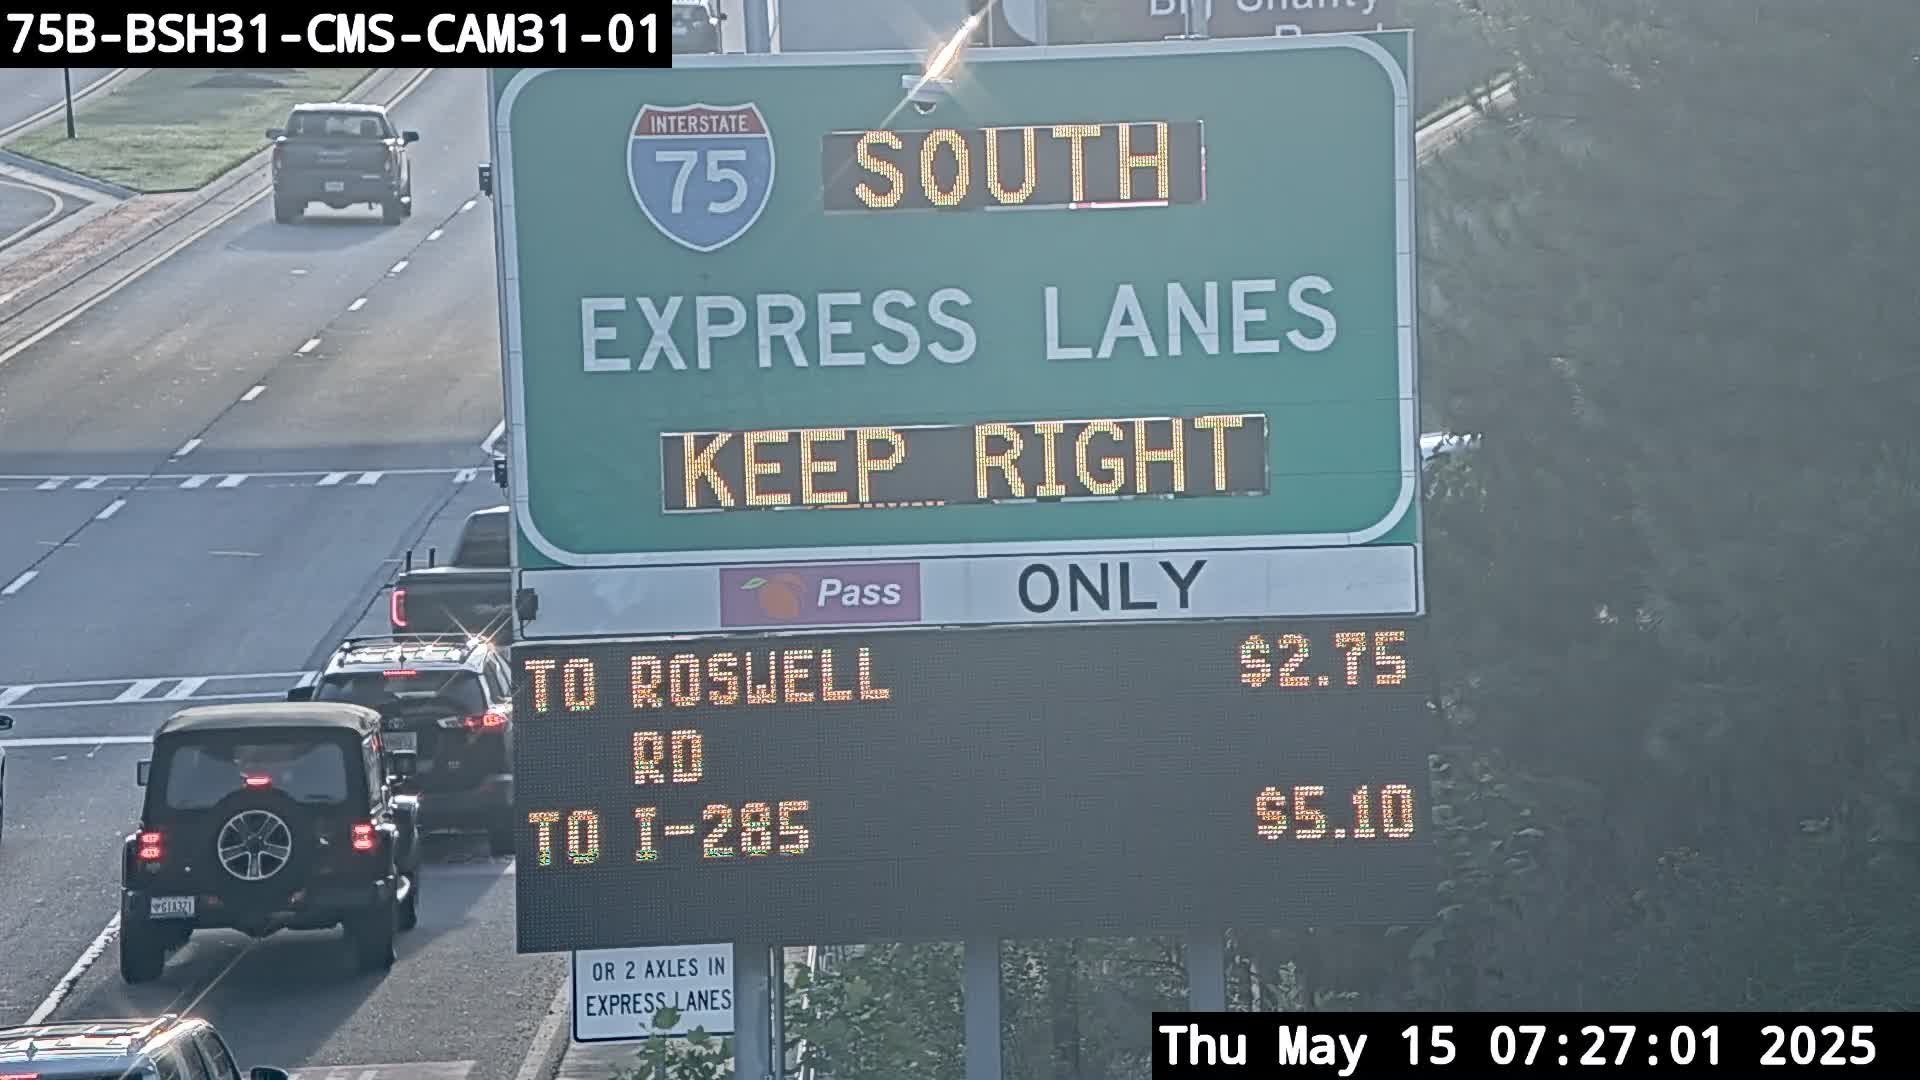 75B-BSH31-CMS-CAM31-01
INTERSTATE
75
SOUTH
EXPRESS LANES
KEEP RIGHT
Pass ONLY
TO ROSWELL $2.75
RD
TO I-285 $5.10
OR 2 AXLES IN
EXPRESS LANES
Thu May 15 07:27:01 2025